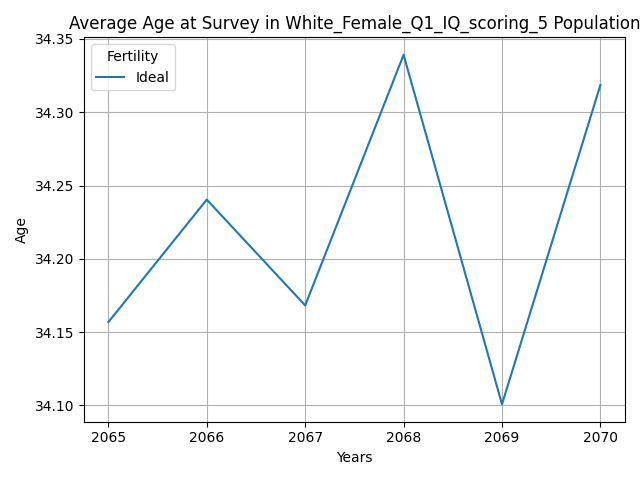 Average Age at Survey in White_Female_Q1_IQ_scoring_5 Population
34.35
34.30
34.25
34.20
34.15
34.10
Age
Fertility
Ideal
2065 2066 2067 2068 2069 2070
Years